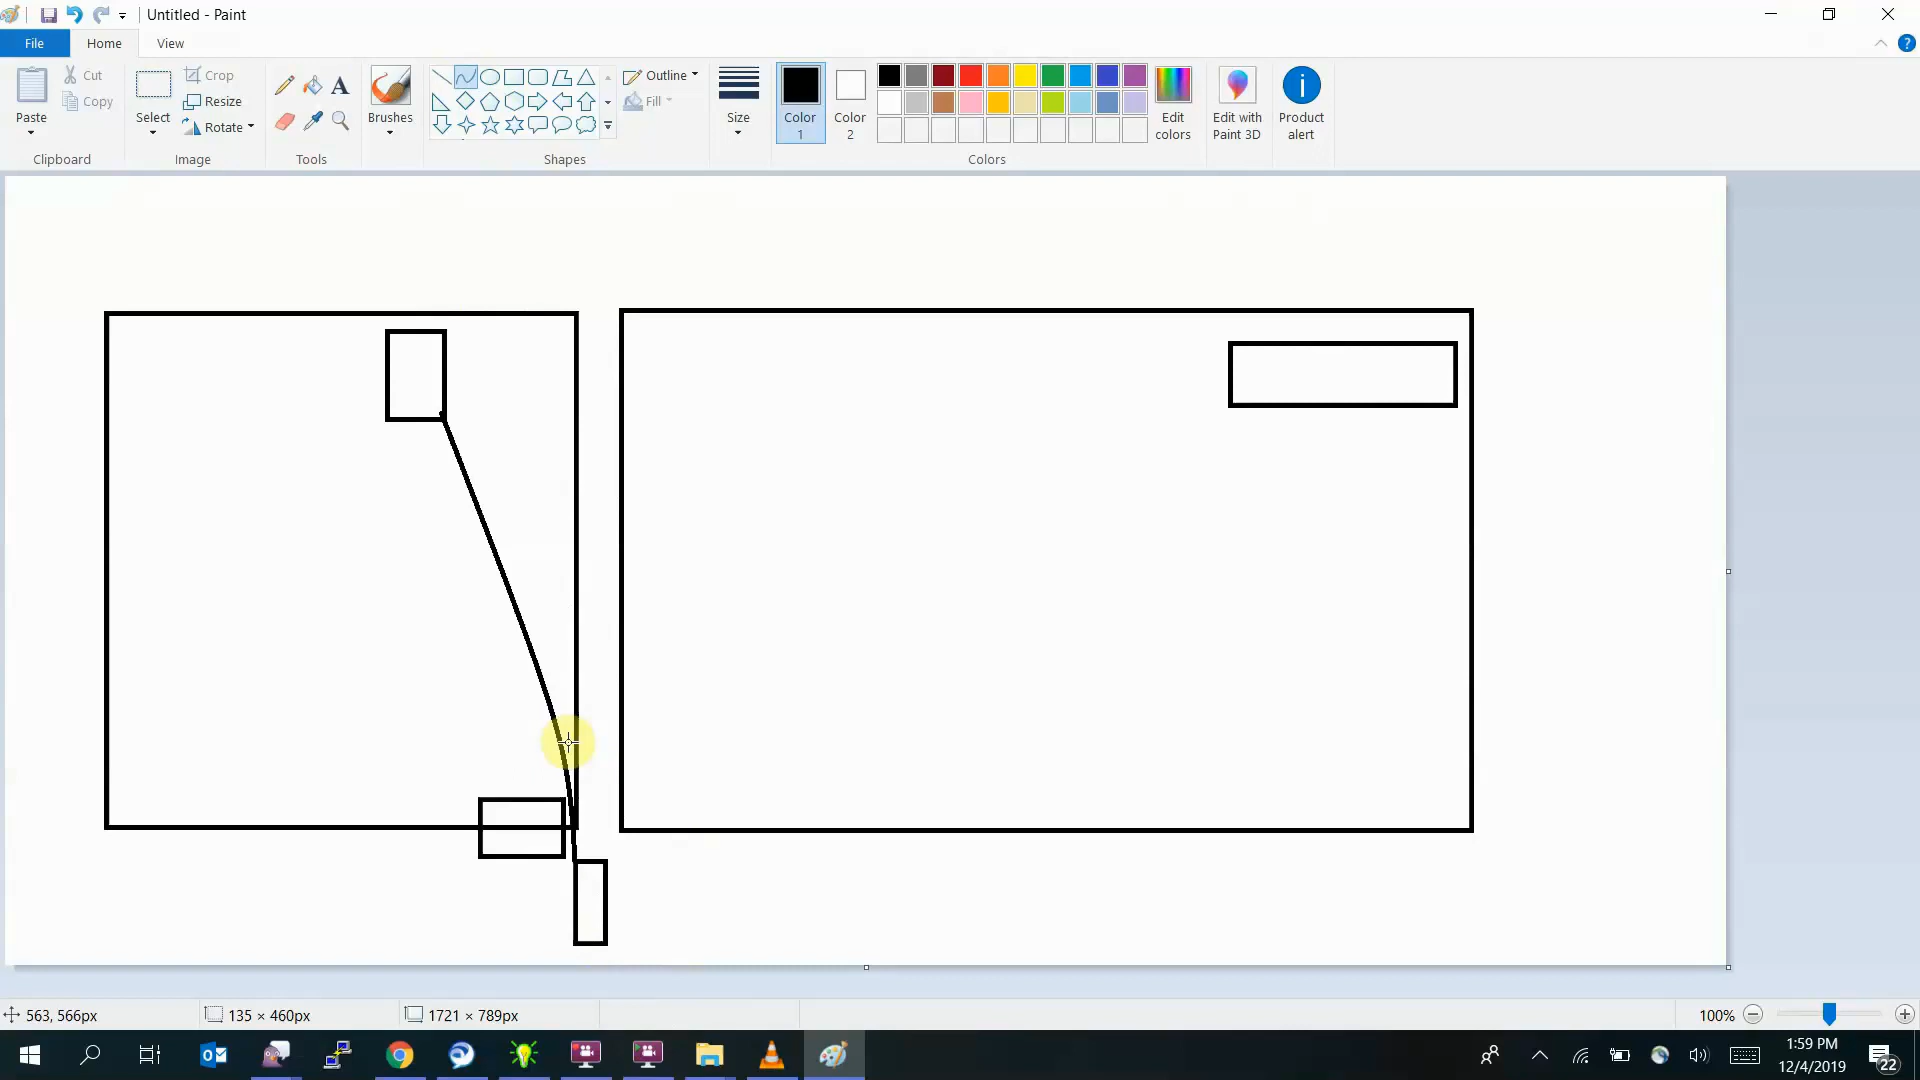 Untitled - Paint
File
Home
View
?
Paste
Cut
Copy
Clipboard
Select
Crop
Resize
Rotate
Image
A
Tools
Brushes
Shapes
Outline
Fill
Size
Color
1
Color
2
Edit
colors
Colors
Edit with
Paint 3D
Product
alert
563, 566px
135 × 460px
1721 × 789px
100%
1:59 PM
12/4/2019
22